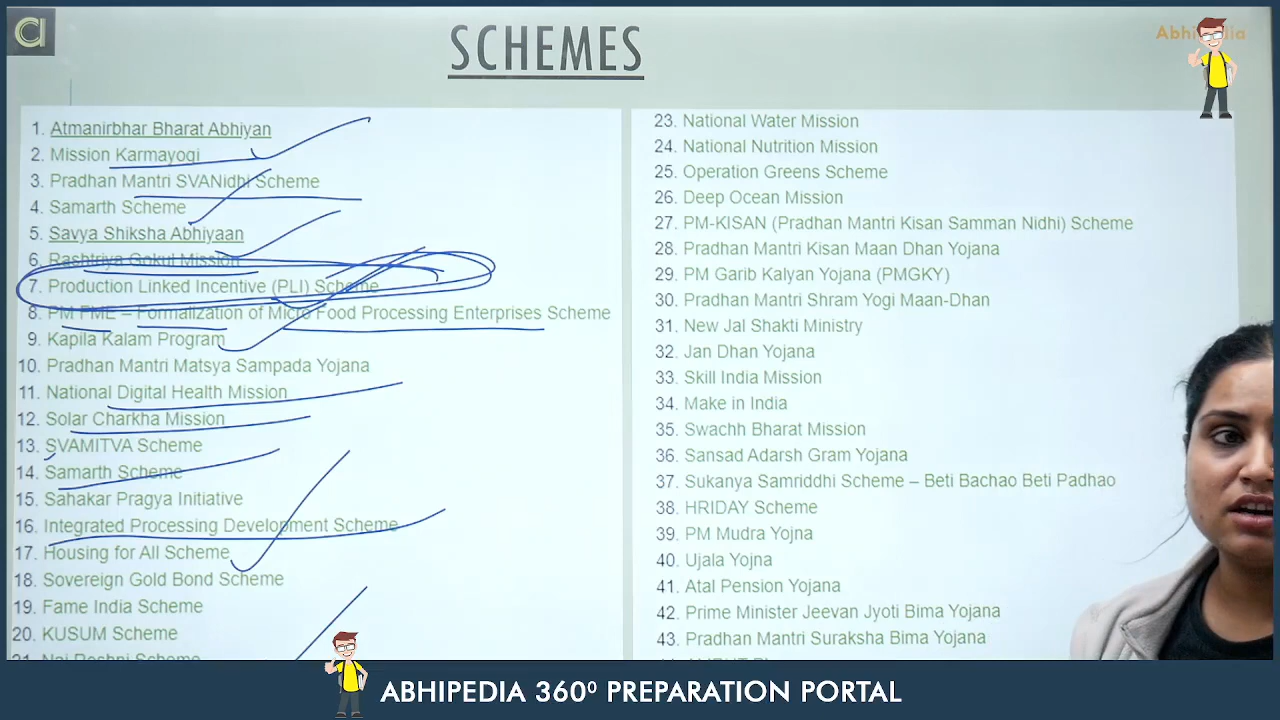 SCHEMES
Abhi dia
1. Atmanirbhar Bharat Abhiyan
2. Mission Karmayogi
3. Pradhan Mantri SVANidhi Scheme
4. Samarth Scheme
5. Savya Shiksha Abhiyaan
6. Rashtriya Gokul Mission
7. Production Linked Incentive (PLI) Scheme
8. PM FME – Formalization of Micro Food Processing Enterprises Scheme
9. Kapila Kalam Program
10. Pradhan Mantri Matsya Sampada Yojana
11. National Digital Health Mission
12. Solar Charkha Mission
13. SVAMITVA Scheme
14. Samarth Scheme
15. Sahakar Pragya Initiative
16. Integrated Processing Development Scheme
17. Housing for All Scheme
18. Sovereign Gold Bond Scheme
19. Fame India Scheme
20. KUSUM Scheme
21. Nai Roshni Scheme
23. National Water Mission
24. National Nutrition Mission
25. Operation Greens Scheme
26. Deep Ocean Mission
27. PM-KISAN (Pradhan Mantri Kisan Samman Nidhi) Scheme
28. Pradhan Mantri Kisan Maan Dhan Yojana
29. PM Garib Kalyan Yojana (PMGKY)
30. Pradhan Mantri Shram Yogi Maan-Dhan
31. New Jal Shakti Ministry
32. Jan Dhan Yojana
33. Skill India Mission
34. Make in India
35. Swachh Bharat Mission
36. Sansad Adarsh Gram Yojana
37. Sukanya Samriddhi Scheme – Beti Bachao Beti Padhao
38. HRIDAY Scheme
39. PM Mudra Yojna
40. Ujala Yojna
41. Atal Pension Yojana
42. Prime Minister Jeevan Jyoti Bima Yojana
43. Pradhan Mantri Suraksha Bima Yojana
ABHIPEDIA 360⁰ PREPARATION PORTAL